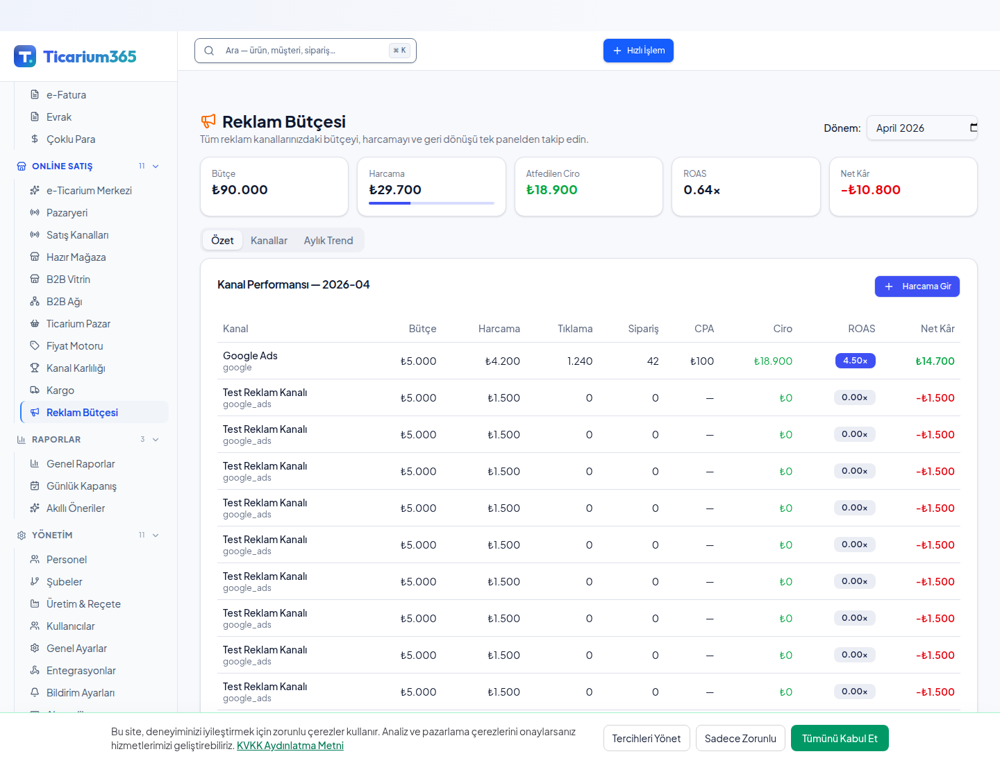 Ticarium365
Ara — ürün, müşteri, sipariş...
⌘ K
+ Hızlı İşlem
e-Fatura
Evrak
Çoklu Para
ONLİNE SATIŞ 11
e-Ticarium Merkezi
Pazaryeri
Satış Kanalları
Hazır Mağaza
B2B Vitrin
B2B Ağı
Ticarium Pazar
Fiyat Motoru
Kanal Karlılığı
Kargo
Reklam Bütçesi
RAPORLAR 3
Genel Raporlar
Günlük Kapanış
Akıllı Öneriler
YÖNETİM 11
Personel
Şubeler
Üretim & Reçete
Kullanıcılar
Genel Ayarlar
Entegrasyonlar
Bildirim Ayarları
Reklam Bütçesi
Tüm reklam kanallarınızdaki bütçeyi, harcamayı ve geri dönüşü tek panelden takip edin.
Dönem: April 2026
Bütçe
₺90.000
Harcama
₺29.700
Atfedilen Ciro
₺18.900
ROAS
0.64×
Net Kâr
-₺10.800
Özet Kanallar Aylık Trend
Kanal Performansı — 2026-04
+ Harcama Gir
Kanal Bütçe Harcama Tıklama Sipariş CPA Ciro ROAS Net Kâr
Google Ads ₺5.000 ₺4.200 1.240 42 ₺100 ₺18.900 4.50× ₺14.700
google
Test Reklam Kanalı ₺5.000 ₺1.500 0 0 — ₺0 0.00× -₺1.500
google_ads
Test Reklam Kanalı ₺5.000 ₺1.500 0 0 — ₺0 0.00× -₺1.500
google_ads
Test Reklam Kanalı ₺5.000 ₺1.500 0 0 — ₺0 0.00× -₺1.500
google_ads
Test Reklam Kanalı ₺5.000 ₺1.500 0 0 — ₺0 0.00× -₺1.500
google_ads
Test Reklam Kanalı ₺5.000 ₺1.500 0 0 — ₺0 0.00× -₺1.500
google_ads
Test Reklam Kanalı ₺5.000 ₺1.500 0 0 — ₺0 0.00× -₺1.500
google_ads
Test Reklam Kanalı ₺5.000 ₺1.500 0 0 — ₺0 0.00× -₺1.500
google_ads
Test Reklam Kanalı ₺5.000 ₺1.500 0 0 — ₺0 0.00× -₺1.500
google_ads
Test Reklam Kanalı ₺5.000 ₺1.500 0 0 — ₺0 0.00× -₺1.500
google_ads
Bu site, deneyiminizi iyileştirmek için zorunlu çerezler kullanır. Analiz ve pazarlama çerezlerini onaylarsanız
hizmetlerimizi geliştirebiliriz. KVKK Aydınlatma Metni
Tercihleri Yönet
Sadece Zorunlu
Tümünü Kabul Et